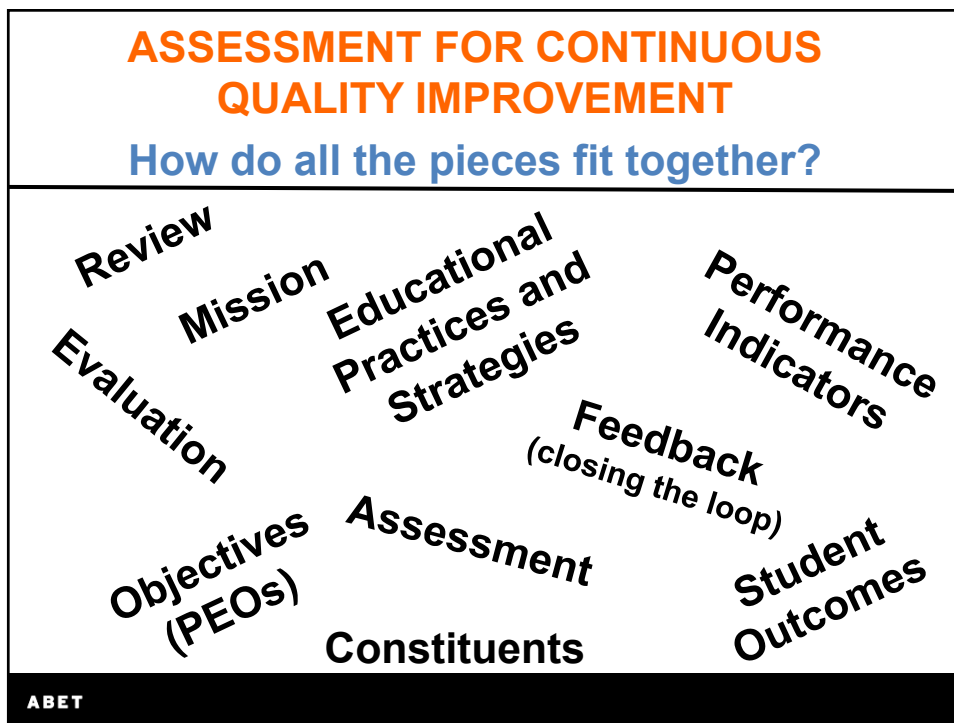 ASSESSMENT FOR CONTINUOUS
QUALITY IMPROVEMENT
How do all the pieces fit together?
Review
Mission
Educational
Practices and
Strategies
Performance
Indicators
Evaluation
Feedback
(closing the loop)
Assessment
Objectives
(PEOs)
Student
Outcomes
Constituents
ABET